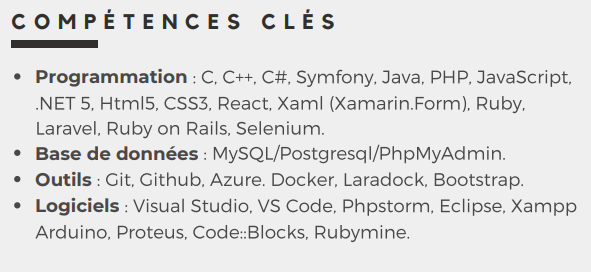 COMPÉTENCES CLÉS
• Programmation : C, C++, C#, Symfony, Java, PHP, JavaScript,
.NET 5, Html5, CSS3, React, Xaml (Xamarin.Form), Ruby,
Laravel, Ruby on Rails, Selenium.
• Base de données : MySQL/Postgresql/PhpMyAdmin.
• Outils : Git, Github, Azure. Docker, Laradock, Bootstrap.
• Logiciels : Visual Studio, VS Code, Phpstorm, Eclipse, Xampp
Arduino, Proteus, Code::Blocks, Rubymine.